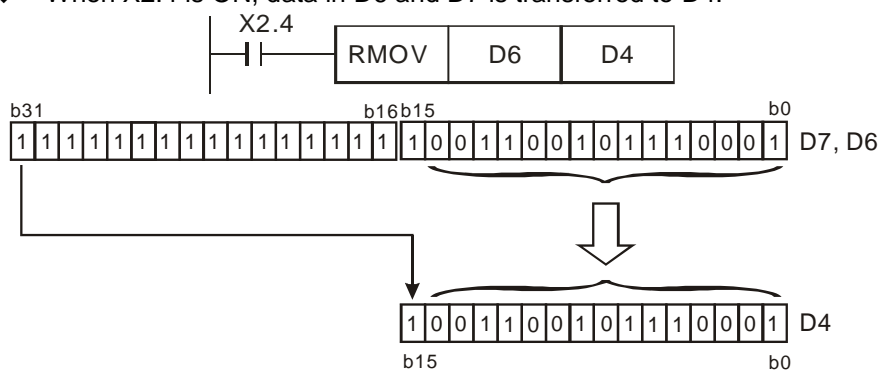 When X2.4 is ON, data in D6 and D7 is transferred to D4.
X2.4
RMOV D6 D4
b31 b16 b15 b0
1 1 1 1 1 1 1 1 1 1 1 1 1 1 1 1 1 0 0 1 1 0 0 1 0 1 1 1 0 0 0 1 D7, D6
1 0 0 1 1 0 0 1 0 1 1 1 0 0 0 1 D4
b15 b0